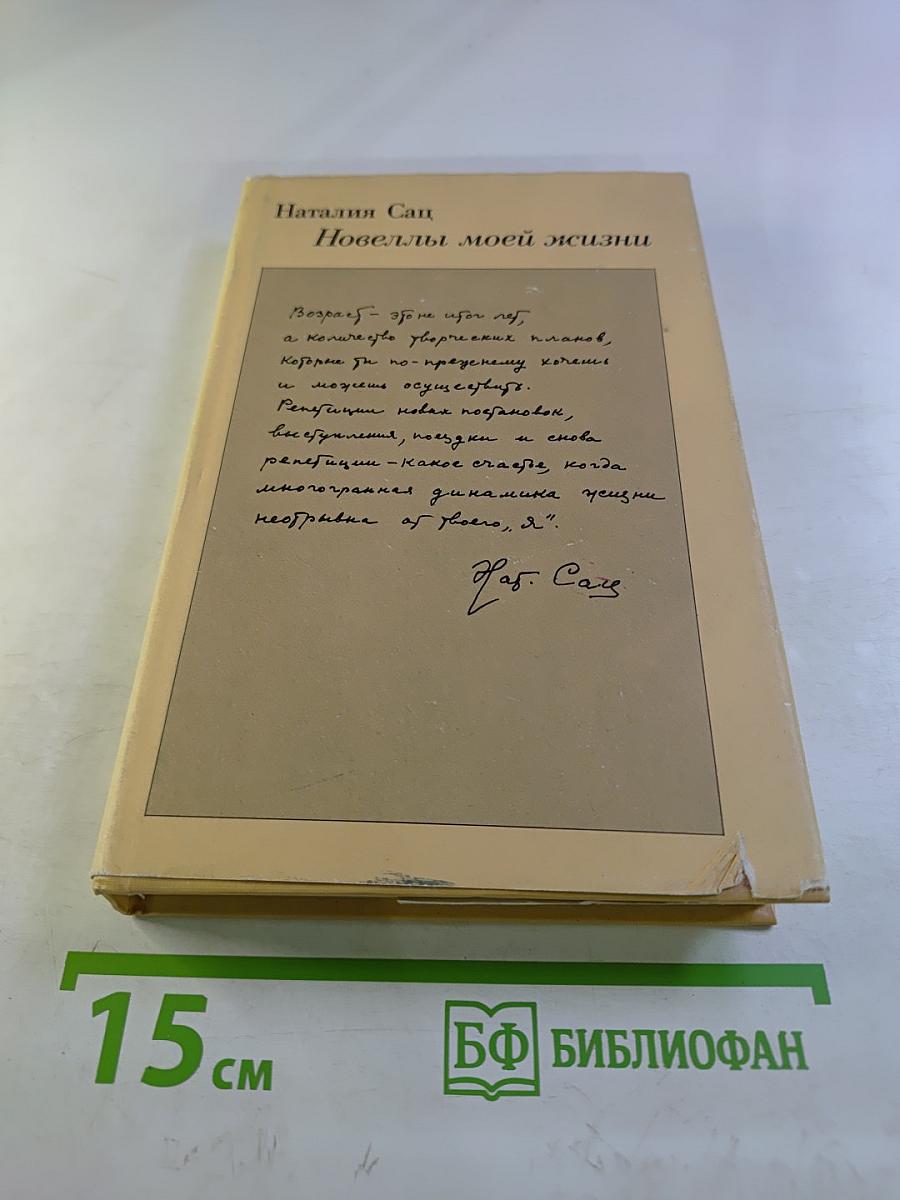 Наталия Сац
Новеллы моей жизни
Возраст – это не итог лет,
а количество творческих планов,
которые ты по-прежнему хочешь
и можешь осуществить.
Репетиции новых постановок,
выступления, поездки и снова
репетиции – какое счастье, когда
многогранная динамика жизни
неотрывна от твоего „я".
Нат. Сац
15 см
БФ БИБЛИОФАН